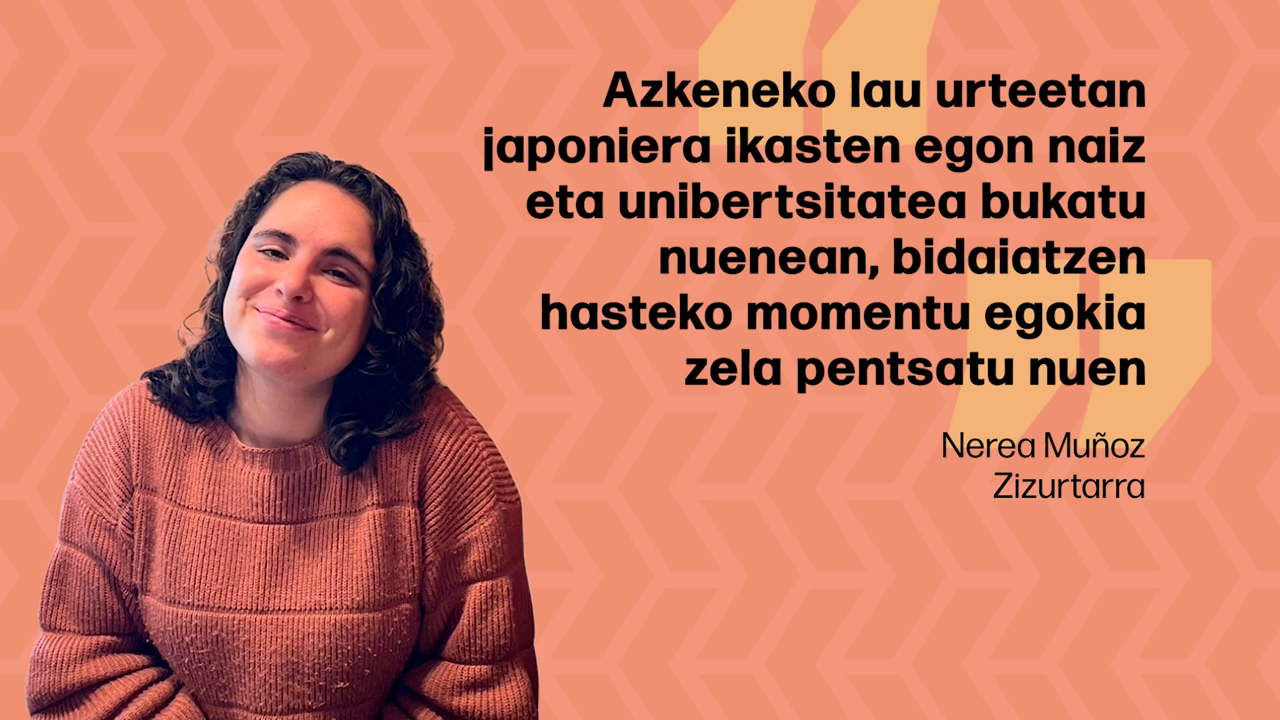 Azkeneko lau urteetan
japoniera ikasten egon naiz
eta unibertsitatea bukatu
nuenean, bidaiatzen
hasteko momentu egokia
zela pentsatu nuen
Nerea Muñoz
Zizurtarra